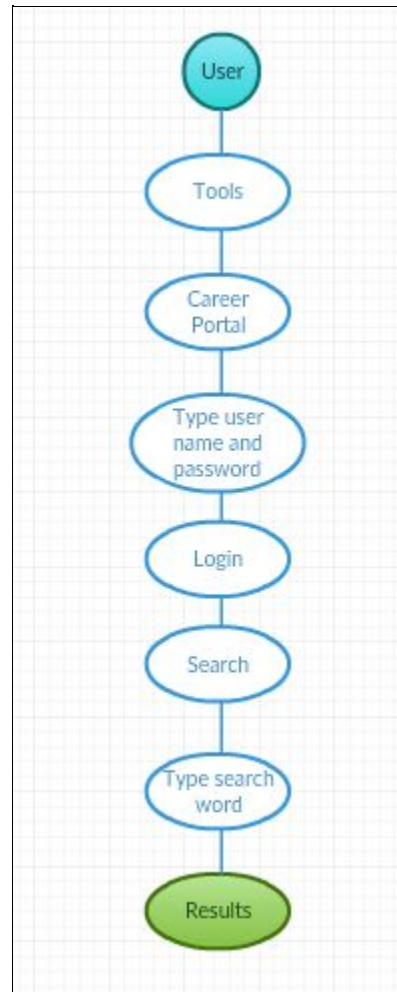 User
Tools
Career
Portal
Type user
name and
password
Login
Search
Type search
word
Results